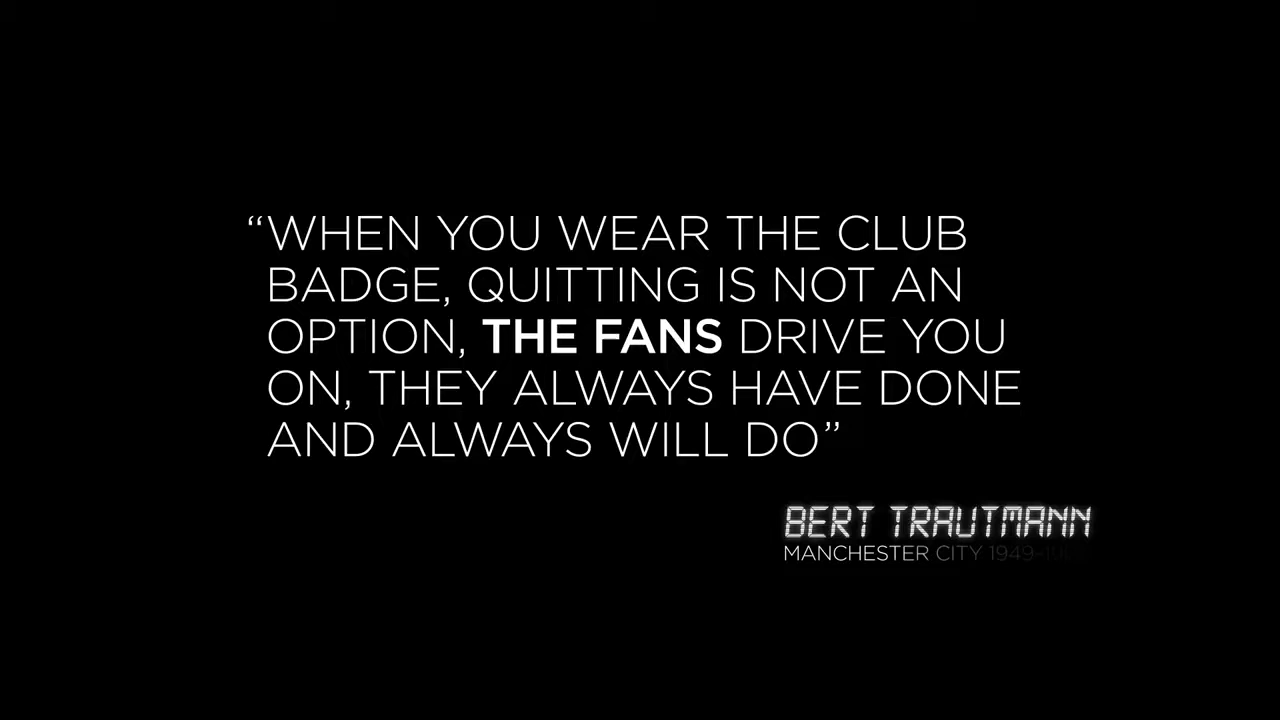 “WHEN YOU WEAR THE CLUB
BADGE, QUITTING IS NOT AN
OPTION, THE FANS DRIVE YOU
ON, THEY ALWAYS HAVE DONE
AND ALWAYS WILL DO”
BERT TRAUTMANN
MANCHESTER CITY